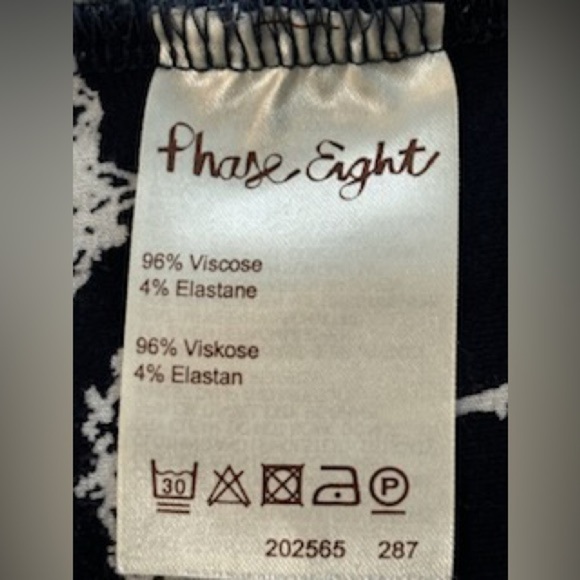 Phase Eight
96% Viscose
4% Elastane
96% Viskose
4% Elastan
30 P
202565 287